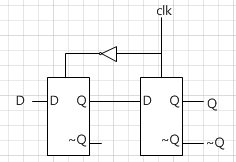 clk
D D Q D Q Q
~Q ~Q ~Q